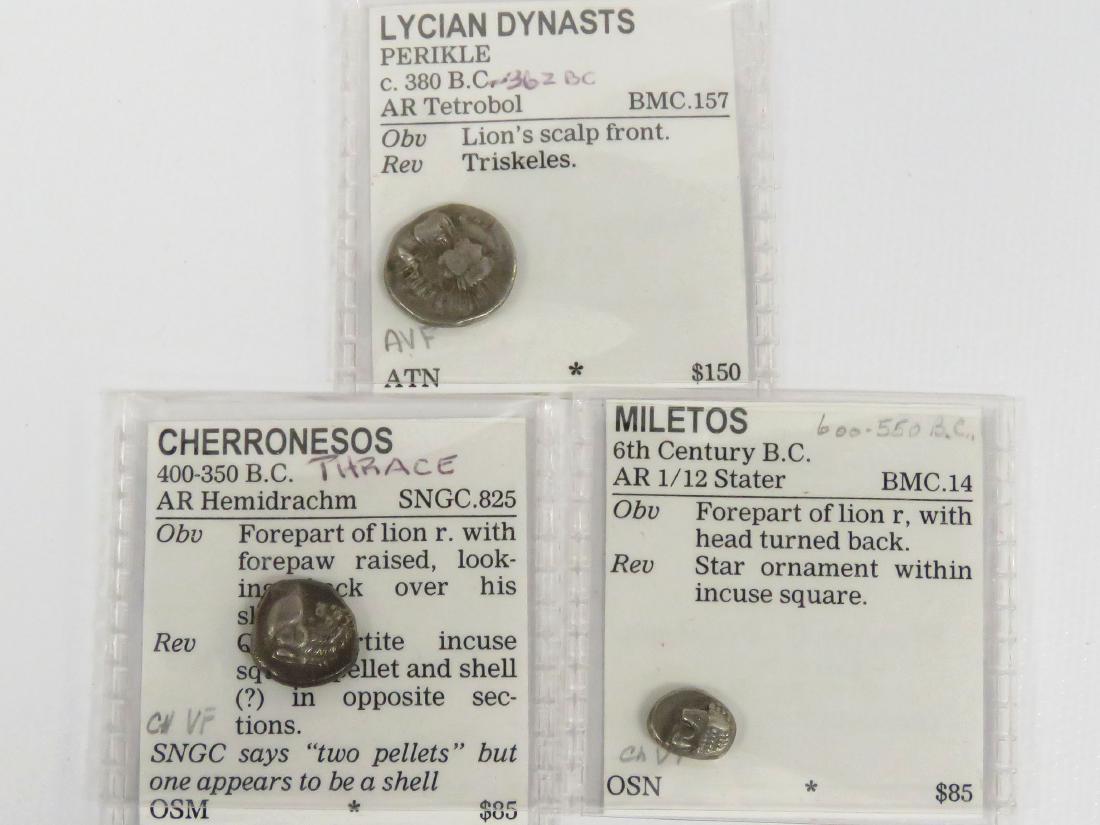 LYCIAN DYNASTS
PERIKLE
c. 380 B.C. 362 BC
AR Tetrobol BMC.157
Obv Lion's scalp front.
Rev Triskeles.
AVF
ATN * $150
CHERRONESOS
400-350 B.C. THRACE
AR Hemidrachm SNGC.825
Obv Forepart of lion r. with
forepaw raised, look-
over his
Rev incuse
and shell
(?) in opposite sec-
CH VF tions.
SNGC says "two pellets" but
one appears to be a shell
OSM * $85
MILETOS 600-550 B.C.
6th Century B.C.
AR 1/12 Stater BMC.14
Obv Forepart of lion r, with
head turned back.
Rev Star ornament within
incuse square.
OSN * $85